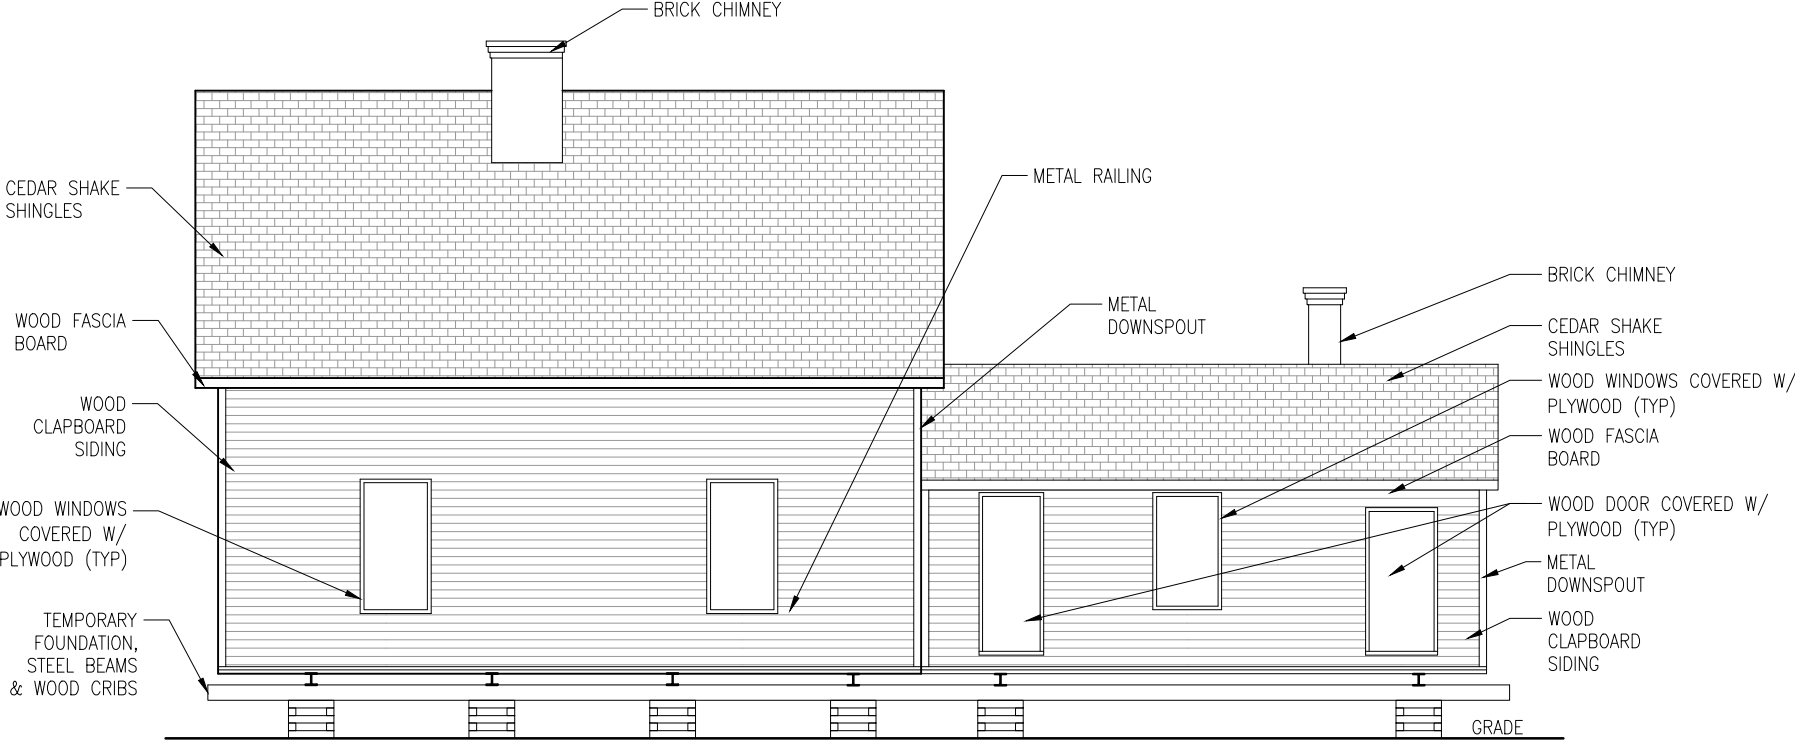 BRICK CHIMNEY
METAL RAILING
CEDAR SHAKE
SHINGLES
BRICK CHIMNEY
METAL
DOWNSPOUT
WOOD FASCIA
BOARD
CEDAR SHAKE
SHINGLES
WOOD WINDOWS COVERED W/
PLYWOOD (TYP)
WOOD
CLAPBOARD
SIDING
WOOD FASCIA
BOARD
WOOD WINDOWS
COVERED W/
PLYWOOD (TYP)
WOOD DOOR COVERED W/
PLYWOOD (TYP)
METAL
DOWNSPOUT
TEMPORARY
FOUNDATION,
STEEL BEAMS
& WOOD CRIBS
WOOD
CLAPBOARD
SIDING
GRADE